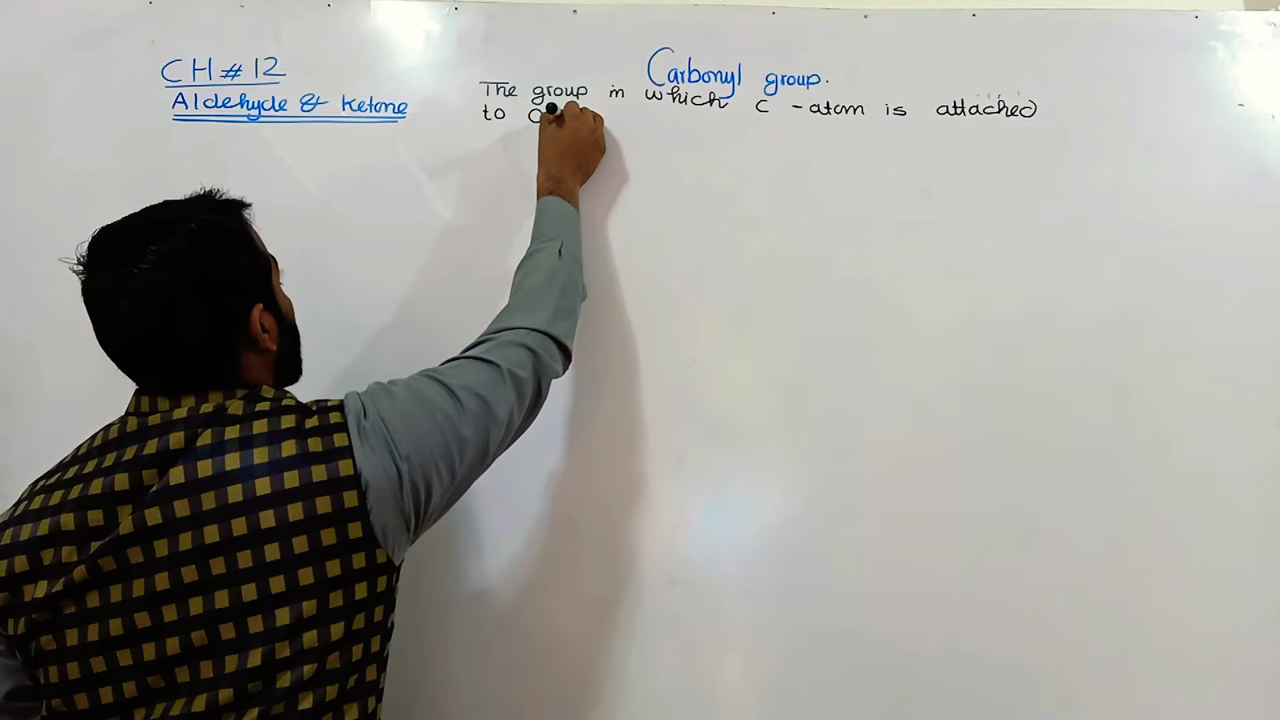 CH # 12
Aldehyde & Ketone
Carbonyl group.
The group in which C - atom is attached
to